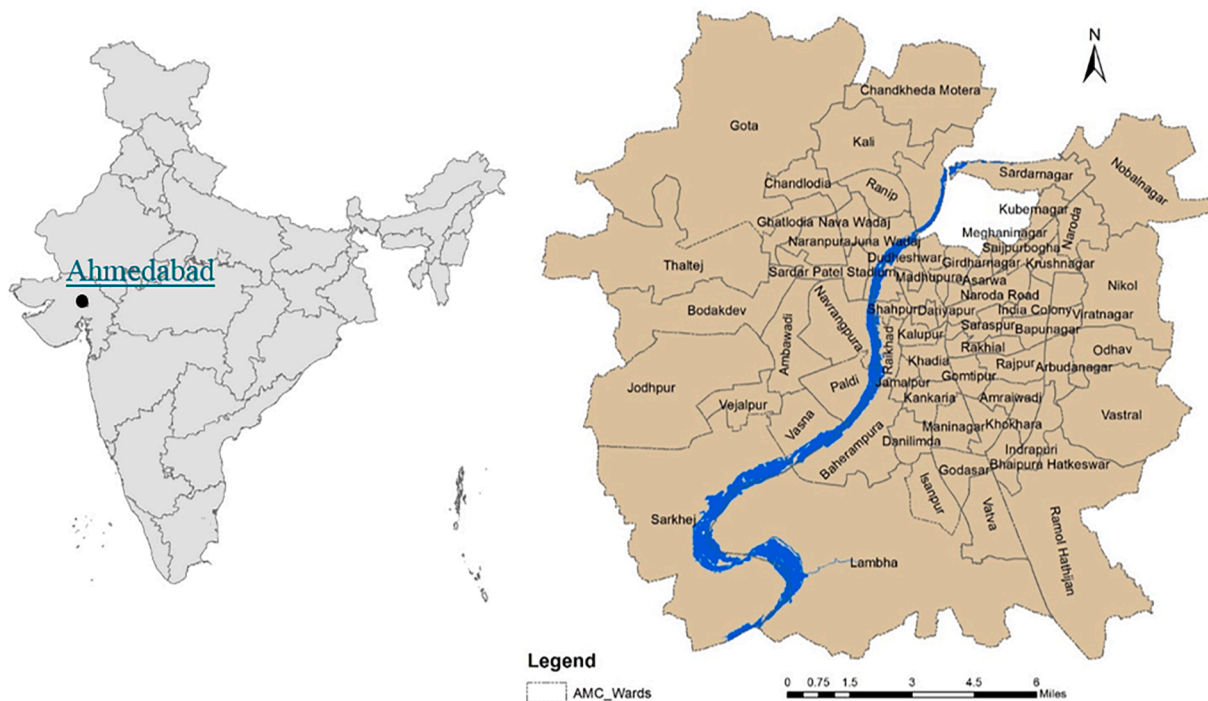 N
Ahmedabad
Chandkheda Motera
Gota
Kali
Sardarnagar
Nobalnagar
Chandlodia
Ranip
Kubernagar
Naroda
Ghatlodia
Nava Wadaj
Meghaninagar
Naranpura
Juna Wadaj
Saijpurbogha
Dudheshwar
Girdharnagar
Krushnagar
Thaltej
Sardar Patel Stadium
Madhupura
Asarwa
Nikol
Naroda Road
Bodakdev
Navrangpura
Shahpur
Dariyapur
India Colony
Viratnagar
Saraspur
Bapunagar
Ambawadi
Kalupur
Raikhad
Rakhial
Odhav
Khadia
Rajpur
Arbudanagar
Jodhpur
Paldi
Jamalpur
Gomtipur
Vejalpur
Kankaria
Amraiwadi
Vastral
Vasna
Maninagar
Khokhara
Baherampura
Danilimda
Indrapuri
Godasar
Bhaipura Hatkeswar
Isanpur
Vatva
Ramol Hathijan
Sarkhej
Lambha
Legend
AMC_Wards
0 0.75 1.5 3 4.5 6
Miles